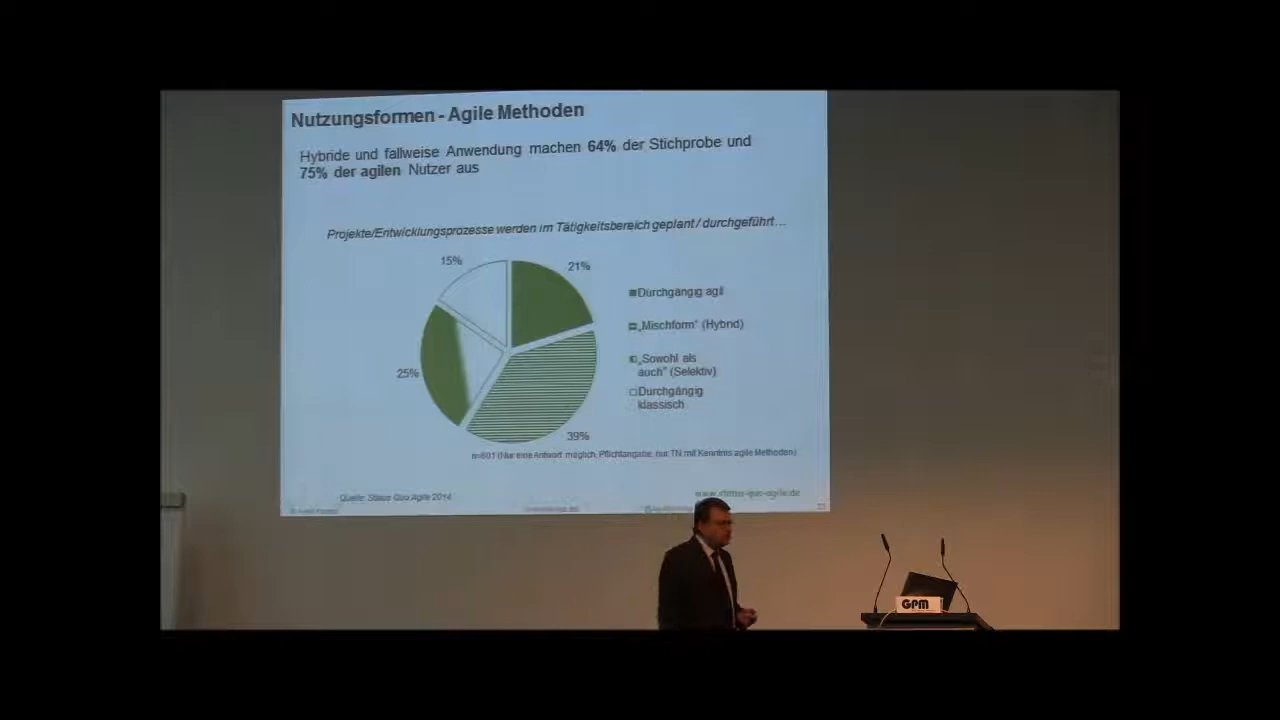 Nutzungsformen - Agile Methoden
Hybride und fallweise Anwendung machen 64% der Stichprobe und
75% der agilen Nutzer aus
Projekte/Entwicklungsprozesse werden im Tätigkeitsbereich geplant / durchgeführt…
15%
21%
25%
39%
Durchgängig agil
„Mischform“ (Hybrid)
„Sowohl als
auch“ (Selektiv)
Durchgängig
klassisch
n=601 (Nur eine Antwort möglich, Pflichtangabe, nur TN mit Kenntnis agile Methoden)
Quelle: Status Quo Agile 2014
www.status-quo-agile.de
GPM